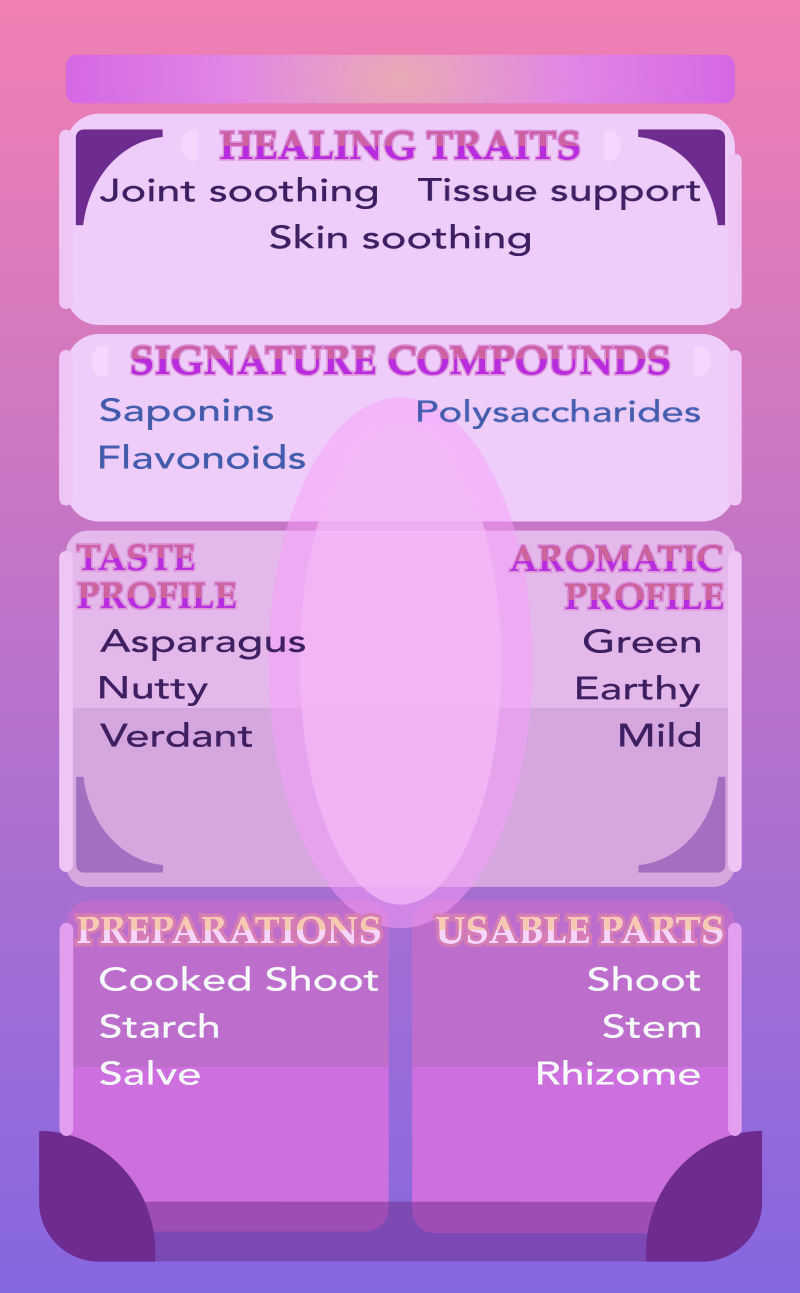 HEALING TRAITS
Joint soothing Tissue support
Skin soothing
SIGNATURE COMPOUNDS
Saponins Polysaccharides
Flavonoids
TASTE
PROFILE
Asparagus
Nutty
Verdant
AROMATIC
PROFILE
Green
Earthy
Mild
PREPARATIONS
Cooked Shoot
Starch
Salve
USABLE PARTS
Shoot
Stem
Rhizome